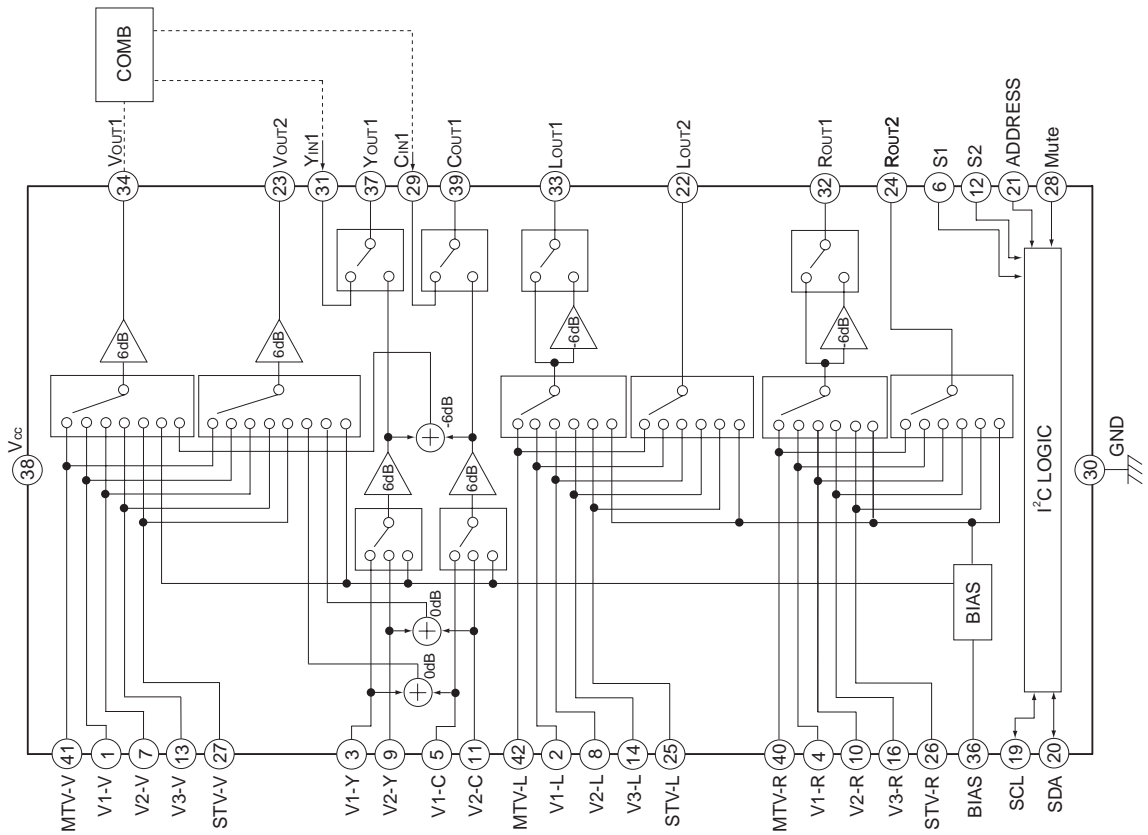 COMB
VOUT1
VOUT2
YIN1
YOUT1
CIN1
COUT1
LOUT1
LOUT2
ROUT1
ROUT2
S1
S2
ADDRESS
Mute
34
23
31
37
29
39
33
22
32
24
6
12
21
28
6dB
6dB
-6dB
-6dB
Vcc
38
6dB
6dB
-6dB
I²C LOGIC
30
GND
0dB
0dB
BIAS
41
1
7
13
27
3
9
5
11
42
2
8
14
25
40
4
10
16
26
36
19
20
MTV-V
V1-V
V2-V
V3-V
STV-V
V1-Y
V2-Y
V1-C
V2-C
MTV-L
V1-L
V2-L
V3-L
STV-L
MTV-R
V1-R
V2-R
V3-R
STV-R
BIAS
SCL
SDA